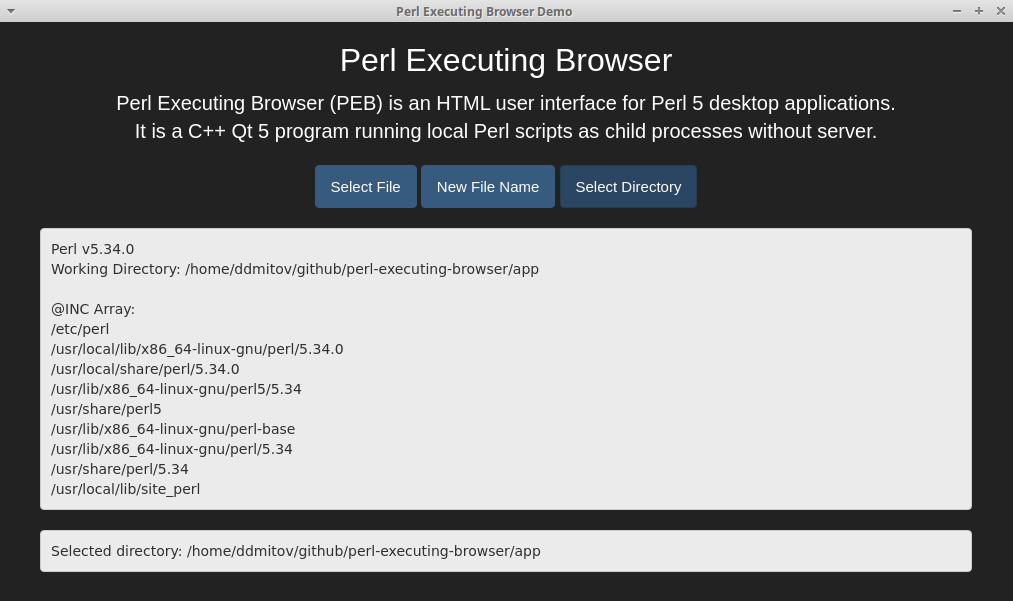 Perl Executing Browser Demo
Perl Executing Browser
Perl Executing Browser (PEB) is an HTML user interface for Perl 5 desktop applications.
It is a C++ Qt 5 program running local Perl scripts as child processes without server.
Select File
New File Name
Select Directory
Perl v5.34.0
Working Directory: /home/ddmitov/github/perl-executing-browser/app
@INC Array:
/etc/perl
/usr/local/lib/x86_64-linux-gnu/perl/5.34.0
/usr/local/share/perl/5.34.0
/usr/lib/x86_64-linux-gnu/perl5/5.34
/usr/share/perl5
/usr/lib/x86_64-linux-gnu/perl-base
/usr/lib/x86_64-linux-gnu/perl/5.34
/usr/share/perl/5.34
/usr/local/lib/site_perl
Selected directory: /home/ddmitov/github/perl-executing-browser/app